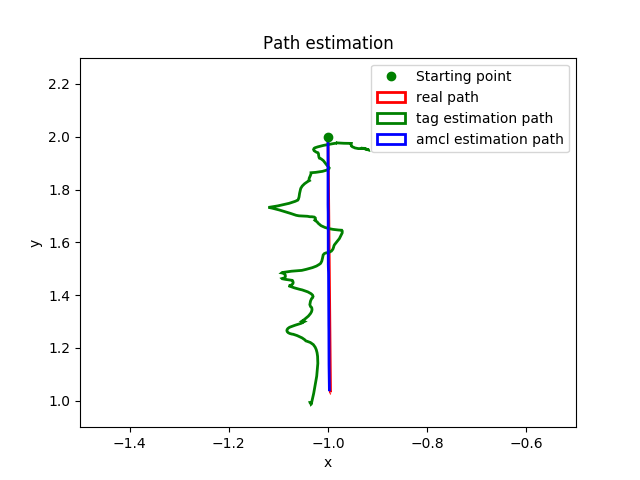 Path estimation
Starting point
real path
tag estimation path
amcl estimation path
y
2.2
2.0
1.8
1.6
1.4
1.2
1.0
−1.4
−1.2
−1.0
−0.8
−0.6
x